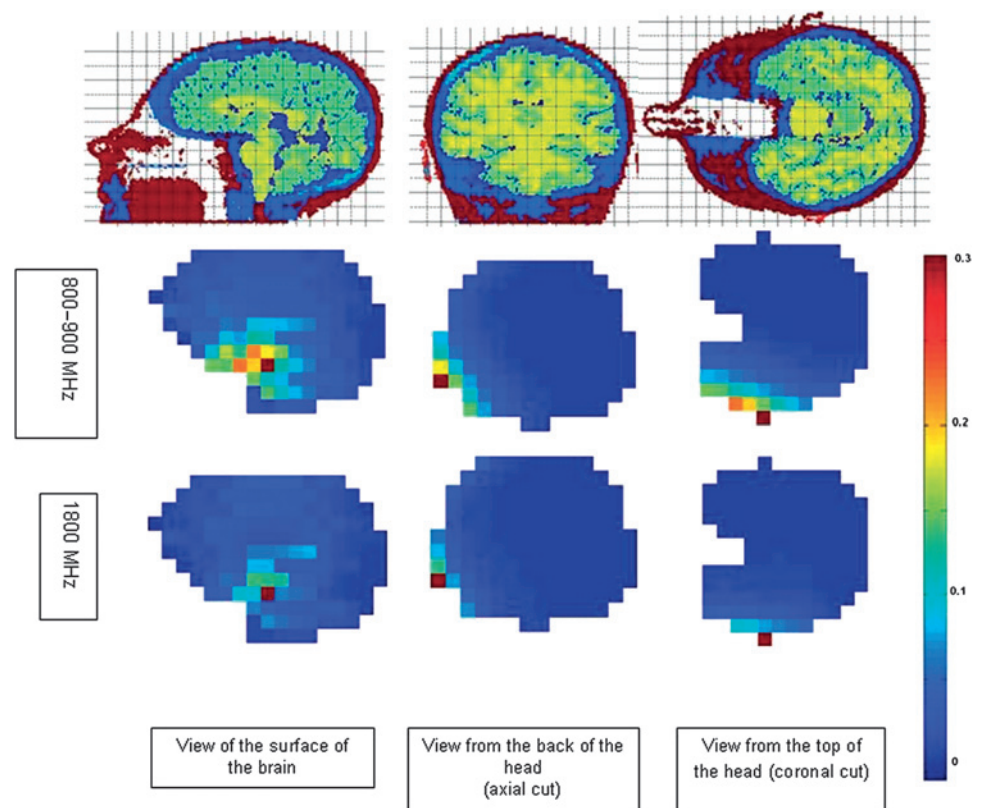 800-900 MHz
0.3
0.2
1800 MHz
0.1
0
View of the surface of
the brain
View from the back of the
head
(axial cut)
View from the top of
the head (coronal cut)